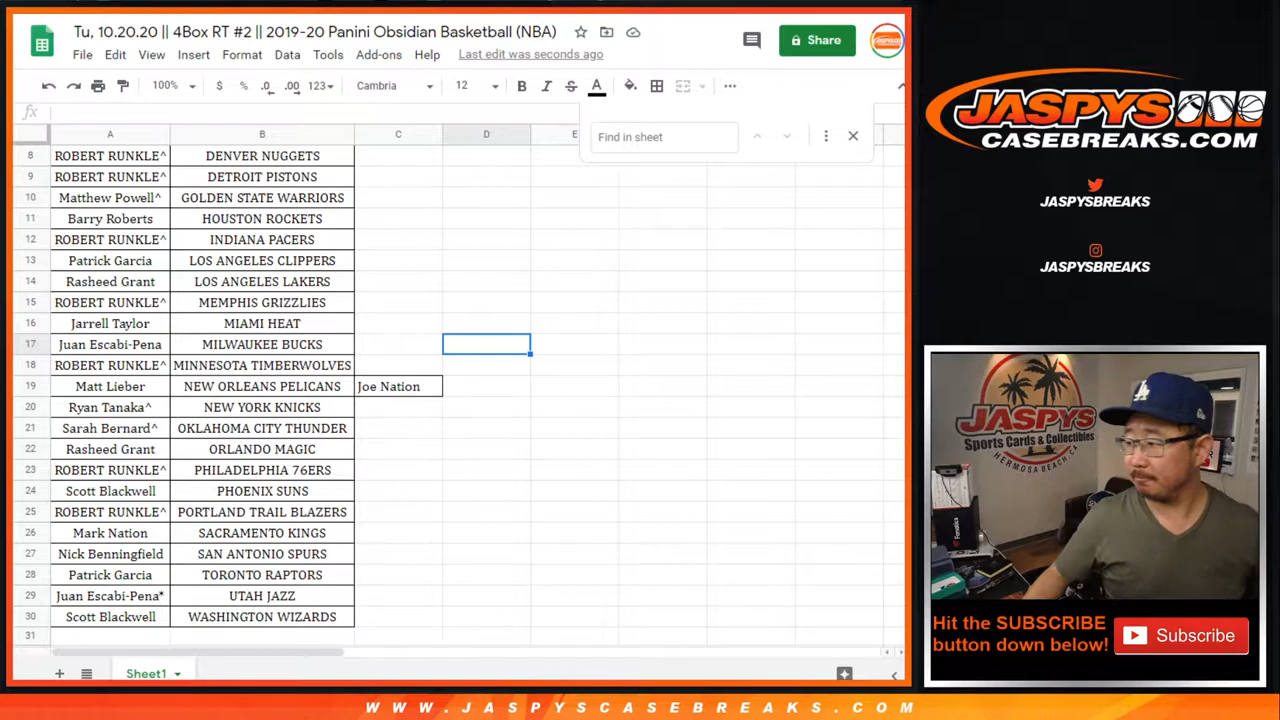 Tu, 10.20.20 || 4Box RT #2 || 2019-20 Panini Obsidian Basketball (NBA)
File Edit View Insert Format Data Tools Add-ons Help Last edit was seconds ago
Share
100% $ % .0 .00 123 Cambria 12 B I S A
fx
Find in sheet
A B C D E
8 ROBERT RUNKLE^ DENVER NUGGETS
9 ROBERT RUNKLE^ DETROIT PISTONS
10 Matthew Powell^ GOLDEN STATE WARRIORS
11 Barry Roberts HOUSTON ROCKETS
12 ROBERT RUNKLE^ INDIANA PACERS
13 Patrick Garcia LOS ANGELES CLIPPERS
14 Rasheed Grant LOS ANGELES LAKERS
15 ROBERT RUNKLE^ MEMPHIS GRIZZLIES
16 Jarrell Taylor MIAMI HEAT
17 Juan Escabi-Pena MILWAUKEE BUCKS
18 ROBERT RUNKLE^ MINNESOTA TIMBERWOLVES
19 Matt Lieber NEW ORLEANS PELICANS Joe Nation
20 Ryan Tanaka^ NEW YORK KNICKS
21 Sarah Bernard^ OKLAHOMA CITY THUNDER
22 Rasheed Grant ORLANDO MAGIC
23 ROBERT RUNKLE^ PHILADELPHIA 76ERS
24 Scott Blackwell PHOENIX SUNS
25 ROBERT RUNKLE^ PORTLAND TRAIL BLAZERS
26 Mark Nation SACRAMENTO KINGS
27 Nick Benningfield SAN ANTONIO SPURS
28 Patrick Garcia TORONTO RAPTORS
29 Juan Escabi-Pena* UTAH JAZZ
30 Scott Blackwell WASHINGTON WIZARDS
31
Sheet1
JASPYS
CASEBREAKS.COM
JASPYSBREAKS
JASPYSBREAKS
JASPYS
Sports Cards & Collectibles
HERMOSA BEACH, CA
LA
Fanatics
Hit the SUBSCRIBE
button down below!
Subscribe
WWW.JASPYSCASEBREAKS.COM